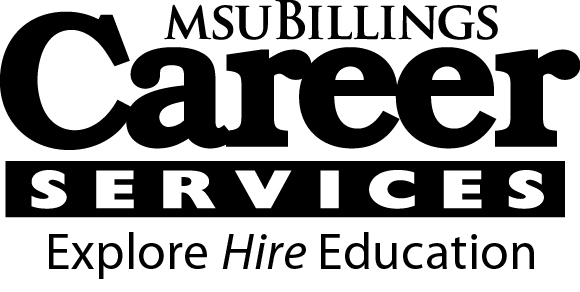 MSUBILLINGS
Career
SERVICES
Explore Hire Education